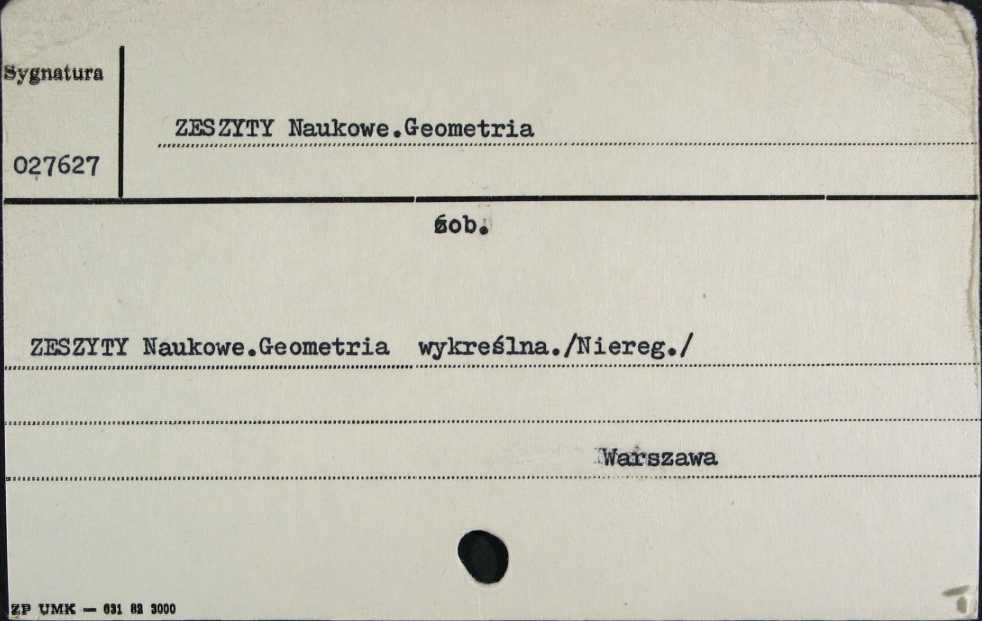 Sygnatura
ZESZYTY Naukowe.Geometria
027627
zob.
ZESZYTY Naukowe.Geometria wykreślna./Niereg./
Warszawa
ZP UMK — 631 82 3000